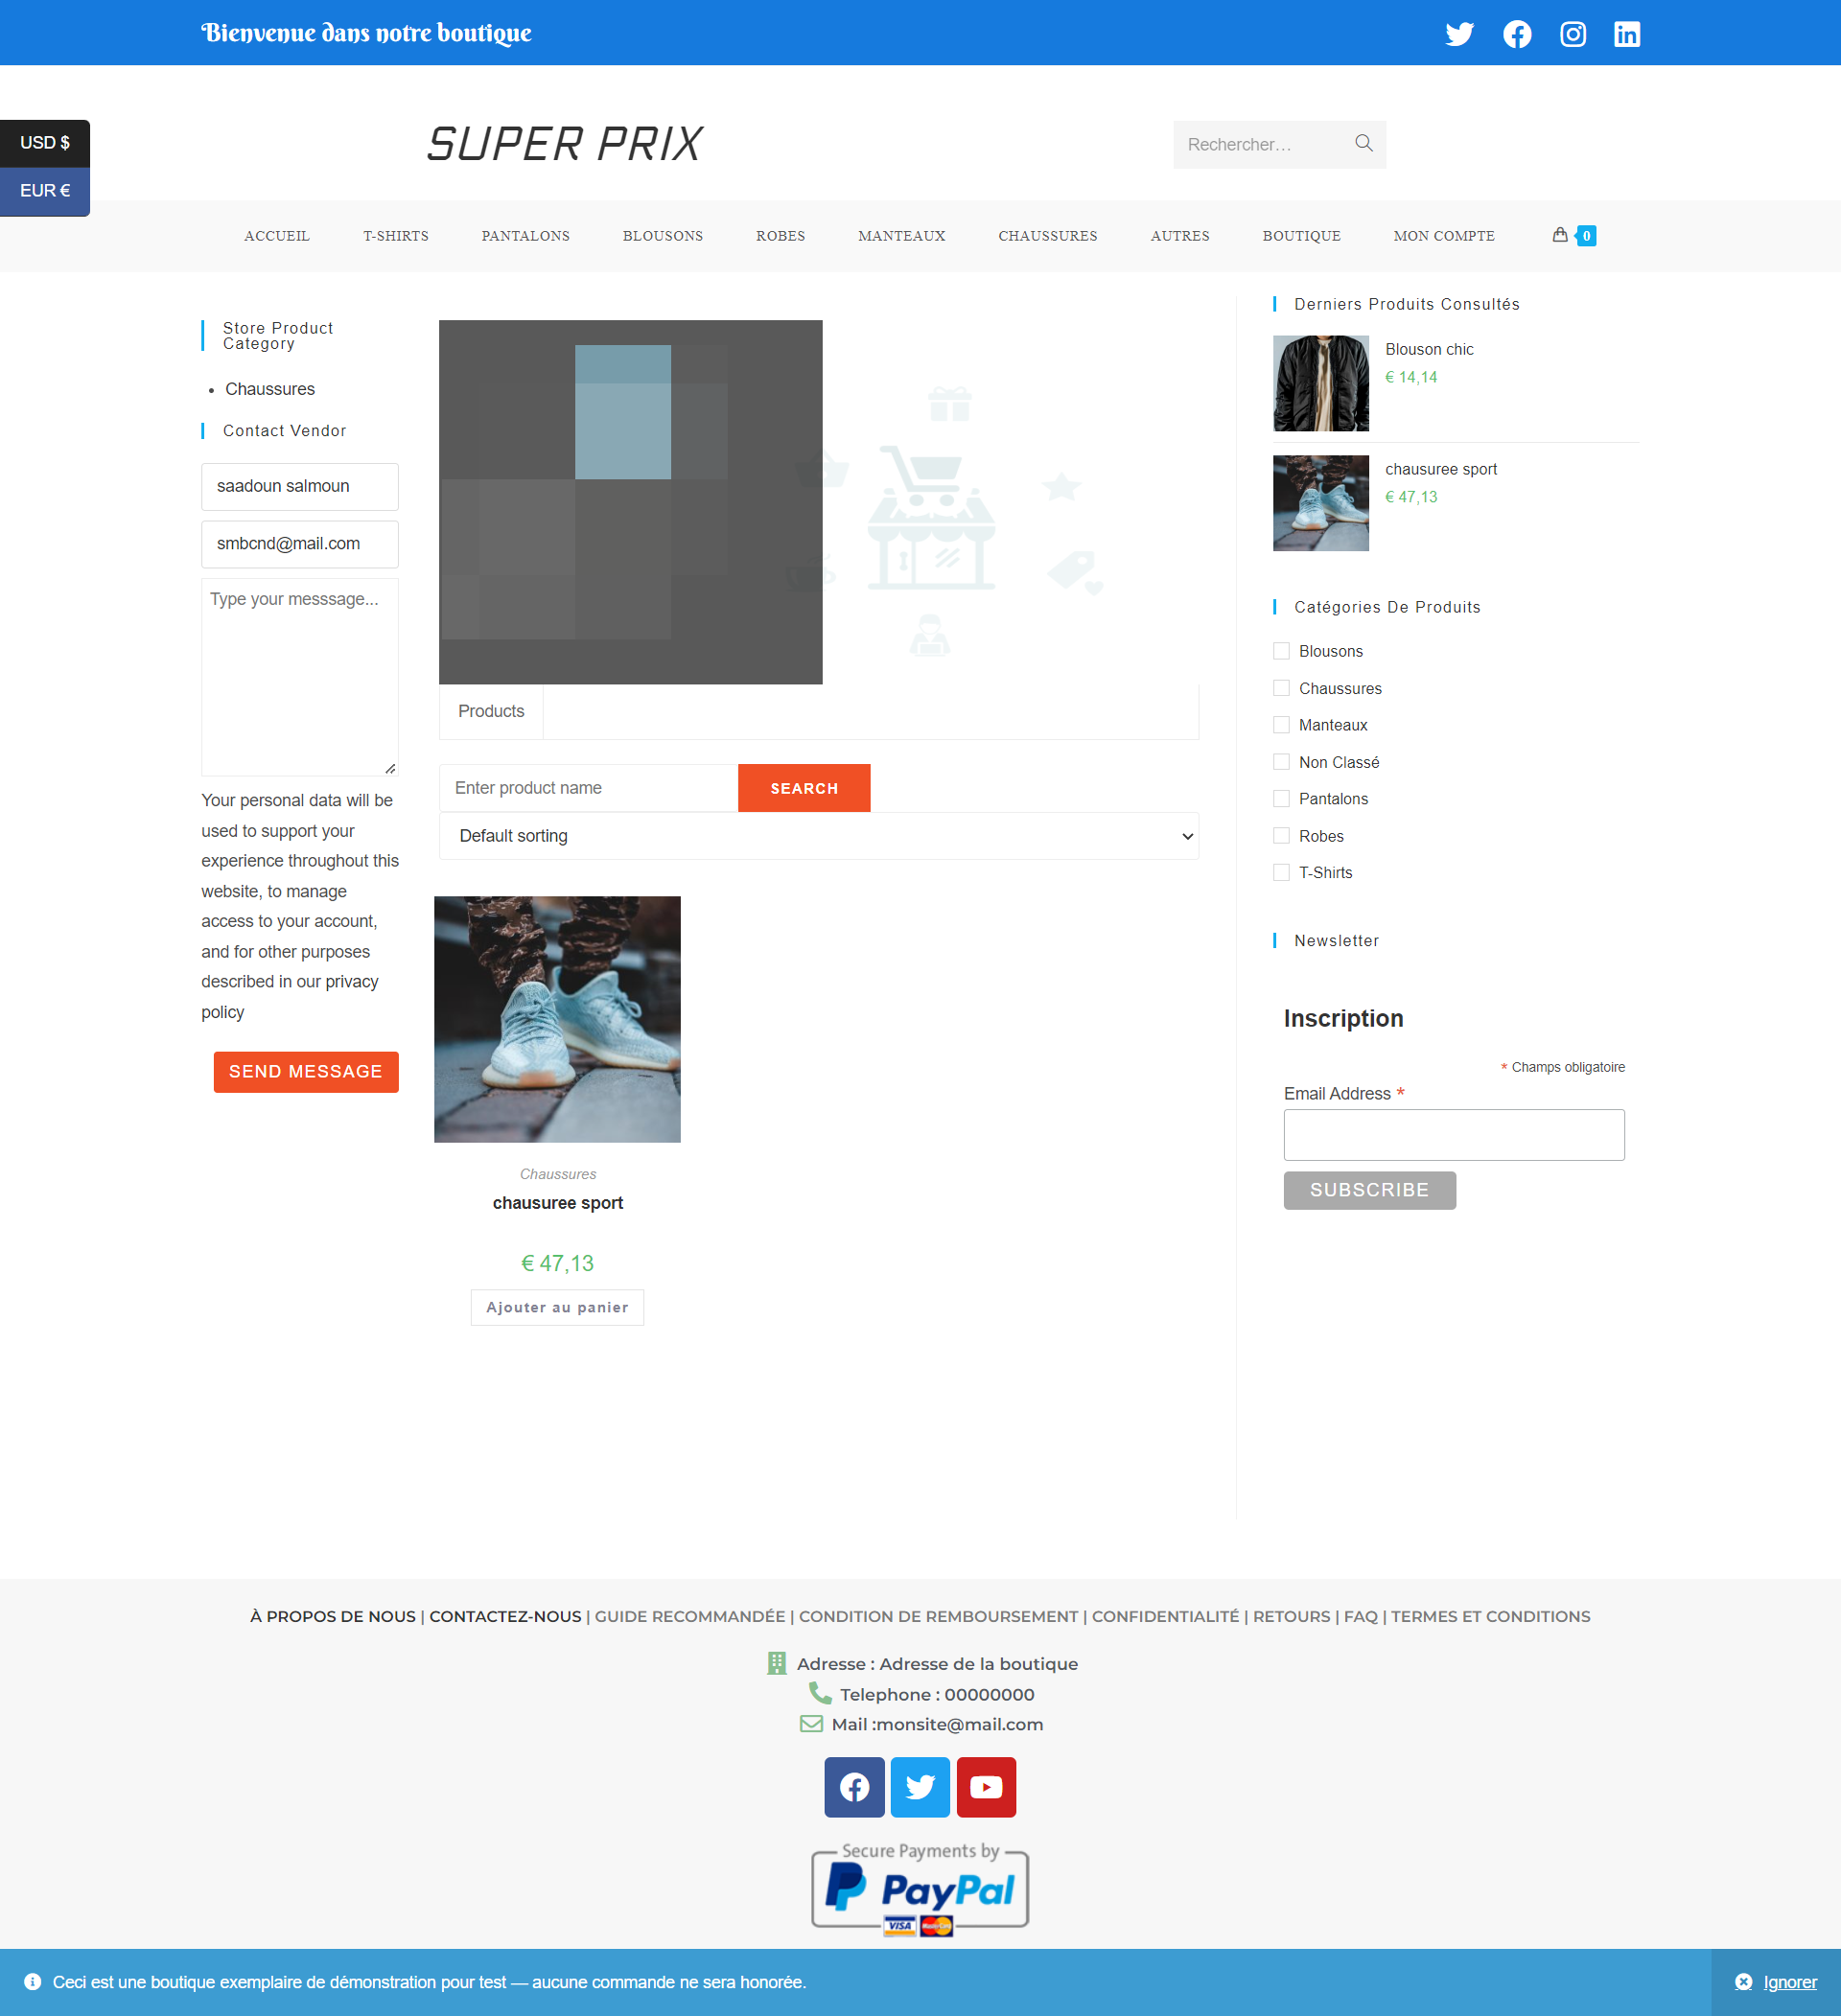 Bienvenue dans notre boutique
USD $
EUR €
SUPER PRIX
Rechercher…
ACCUEIL T-SHIRTS PANTALONS BLOUSONS ROBES MANTEAUX CHAUSSURES AUTRES BOUTIQUE MON COMPTE 0
Store Product
Category
Chaussures
Contact Vendor
saadoun salmoun
smbcnd@mail.com
Type your messsage...
Your personal data will be
used to support your
experience throughout this
website, to manage
access to your account,
and for other purposes
described in our privacy
policy
SEND MESSAGE
Products
Enter product name
SEARCH
Default sorting
Chaussures
chausuree sport
€ 47,13
Ajouter au panier
Derniers Produits Consultés
Blouson chic
€ 14,14
chausuree sport
€ 47,13
Catégories De Produits
Blousons
Chaussures
Manteaux
Non Classé
Pantalons
Robes
T-Shirts
Newsletter
Inscription
* Champs obligatoire
Email Address *
SUBSCRIBE
À PROPOS DE NOUS | CONTACTEZ-NOUS | GUIDE RECOMMANDÉE | CONDITION DE REMBOURSEMENT | CONFIDENTIALITÉ | RETOURS | FAQ | TERMES ET CONDITIONS
Adresse : Adresse de la boutique
Telephone : 00000000
Mail :monsite@mail.com
Secure Payments by
PayPal
VISA MasterCard
Ceci est une boutique exemplaire de démonstration pour test — aucune commande ne sera honorée.
Ignorer